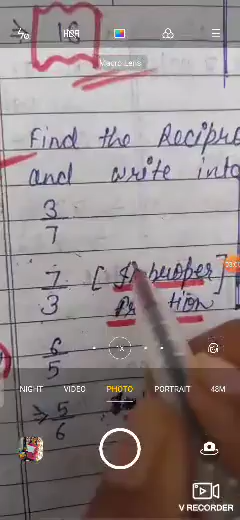 ⇒ 18
HDR
Macro Lens
Find the Recipro
and write into
3
7
7
3
[ Improper ]
6
5
⇒ 5
6
NIGHT VIDEO PHOTO PORTRAIT 48M
V RECORDER